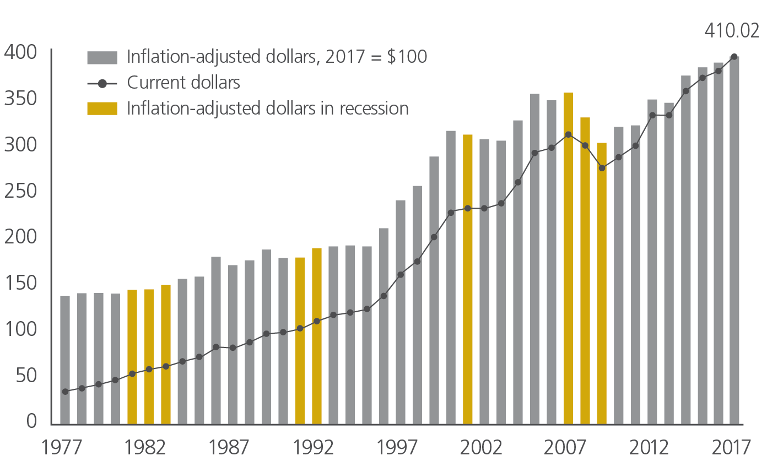 410.02
400
350
300
250
200
150
100
50
0
Inflation-adjusted dollars, 2017 = $100
Current dollars
Inflation-adjusted dollars in recession
1977 1982 1987 1992 1997 2002 2007 2012 2017